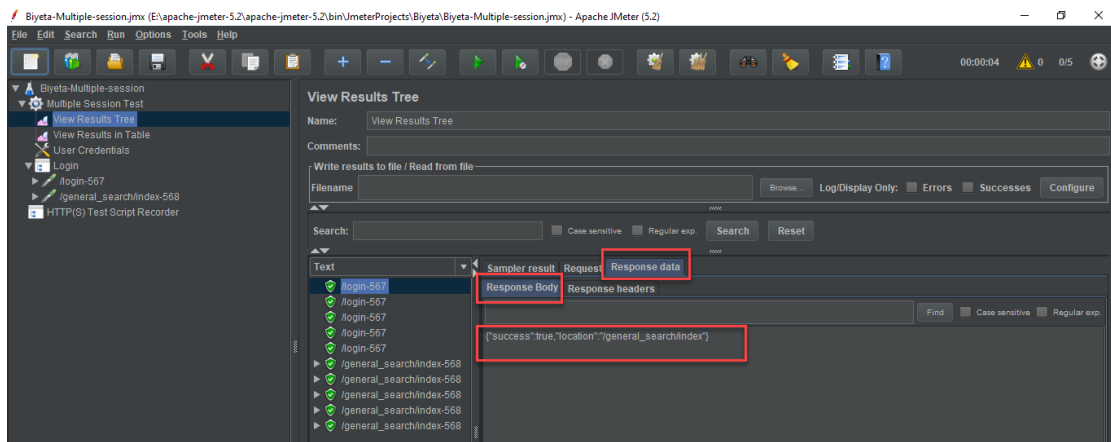 Biyeta-Multiple-session.jmx (E:\apache-jmeter-5.2\apache-jmeter-5.2\bin\JmeterProjects\Biyeta\Biyeta-Multiple-session.jmx) - Apache JMeter (5.2)
File Edit Search Run Options Tools Help
00:00:04 0 0/5
Biyeta-Multiple-session
Multiple Session Test
View Results Tree
View Results in Table
User Credentials
Login
/login-567
/general_search/index-568
HTTP(S) Test Script Recorder
View Results Tree
Name: View Results Tree
Comments:
Write results to file / Read from file
Filename Browse... Log/Display Only: Errors Successes Configure
Search: Case sensitive Regular exp. Search Reset
Text
/login-567
/login-567
/login-567
/login-567
/login-567
/general_search/index-568
/general_search/index-568
/general_search/index-568
/general_search/index-568
/general_search/index-568
Sampler result Request Response data
Response Body Response headers
Find Case sensitive Regular exp.
{"success":true,"location":"/general_search/index"}